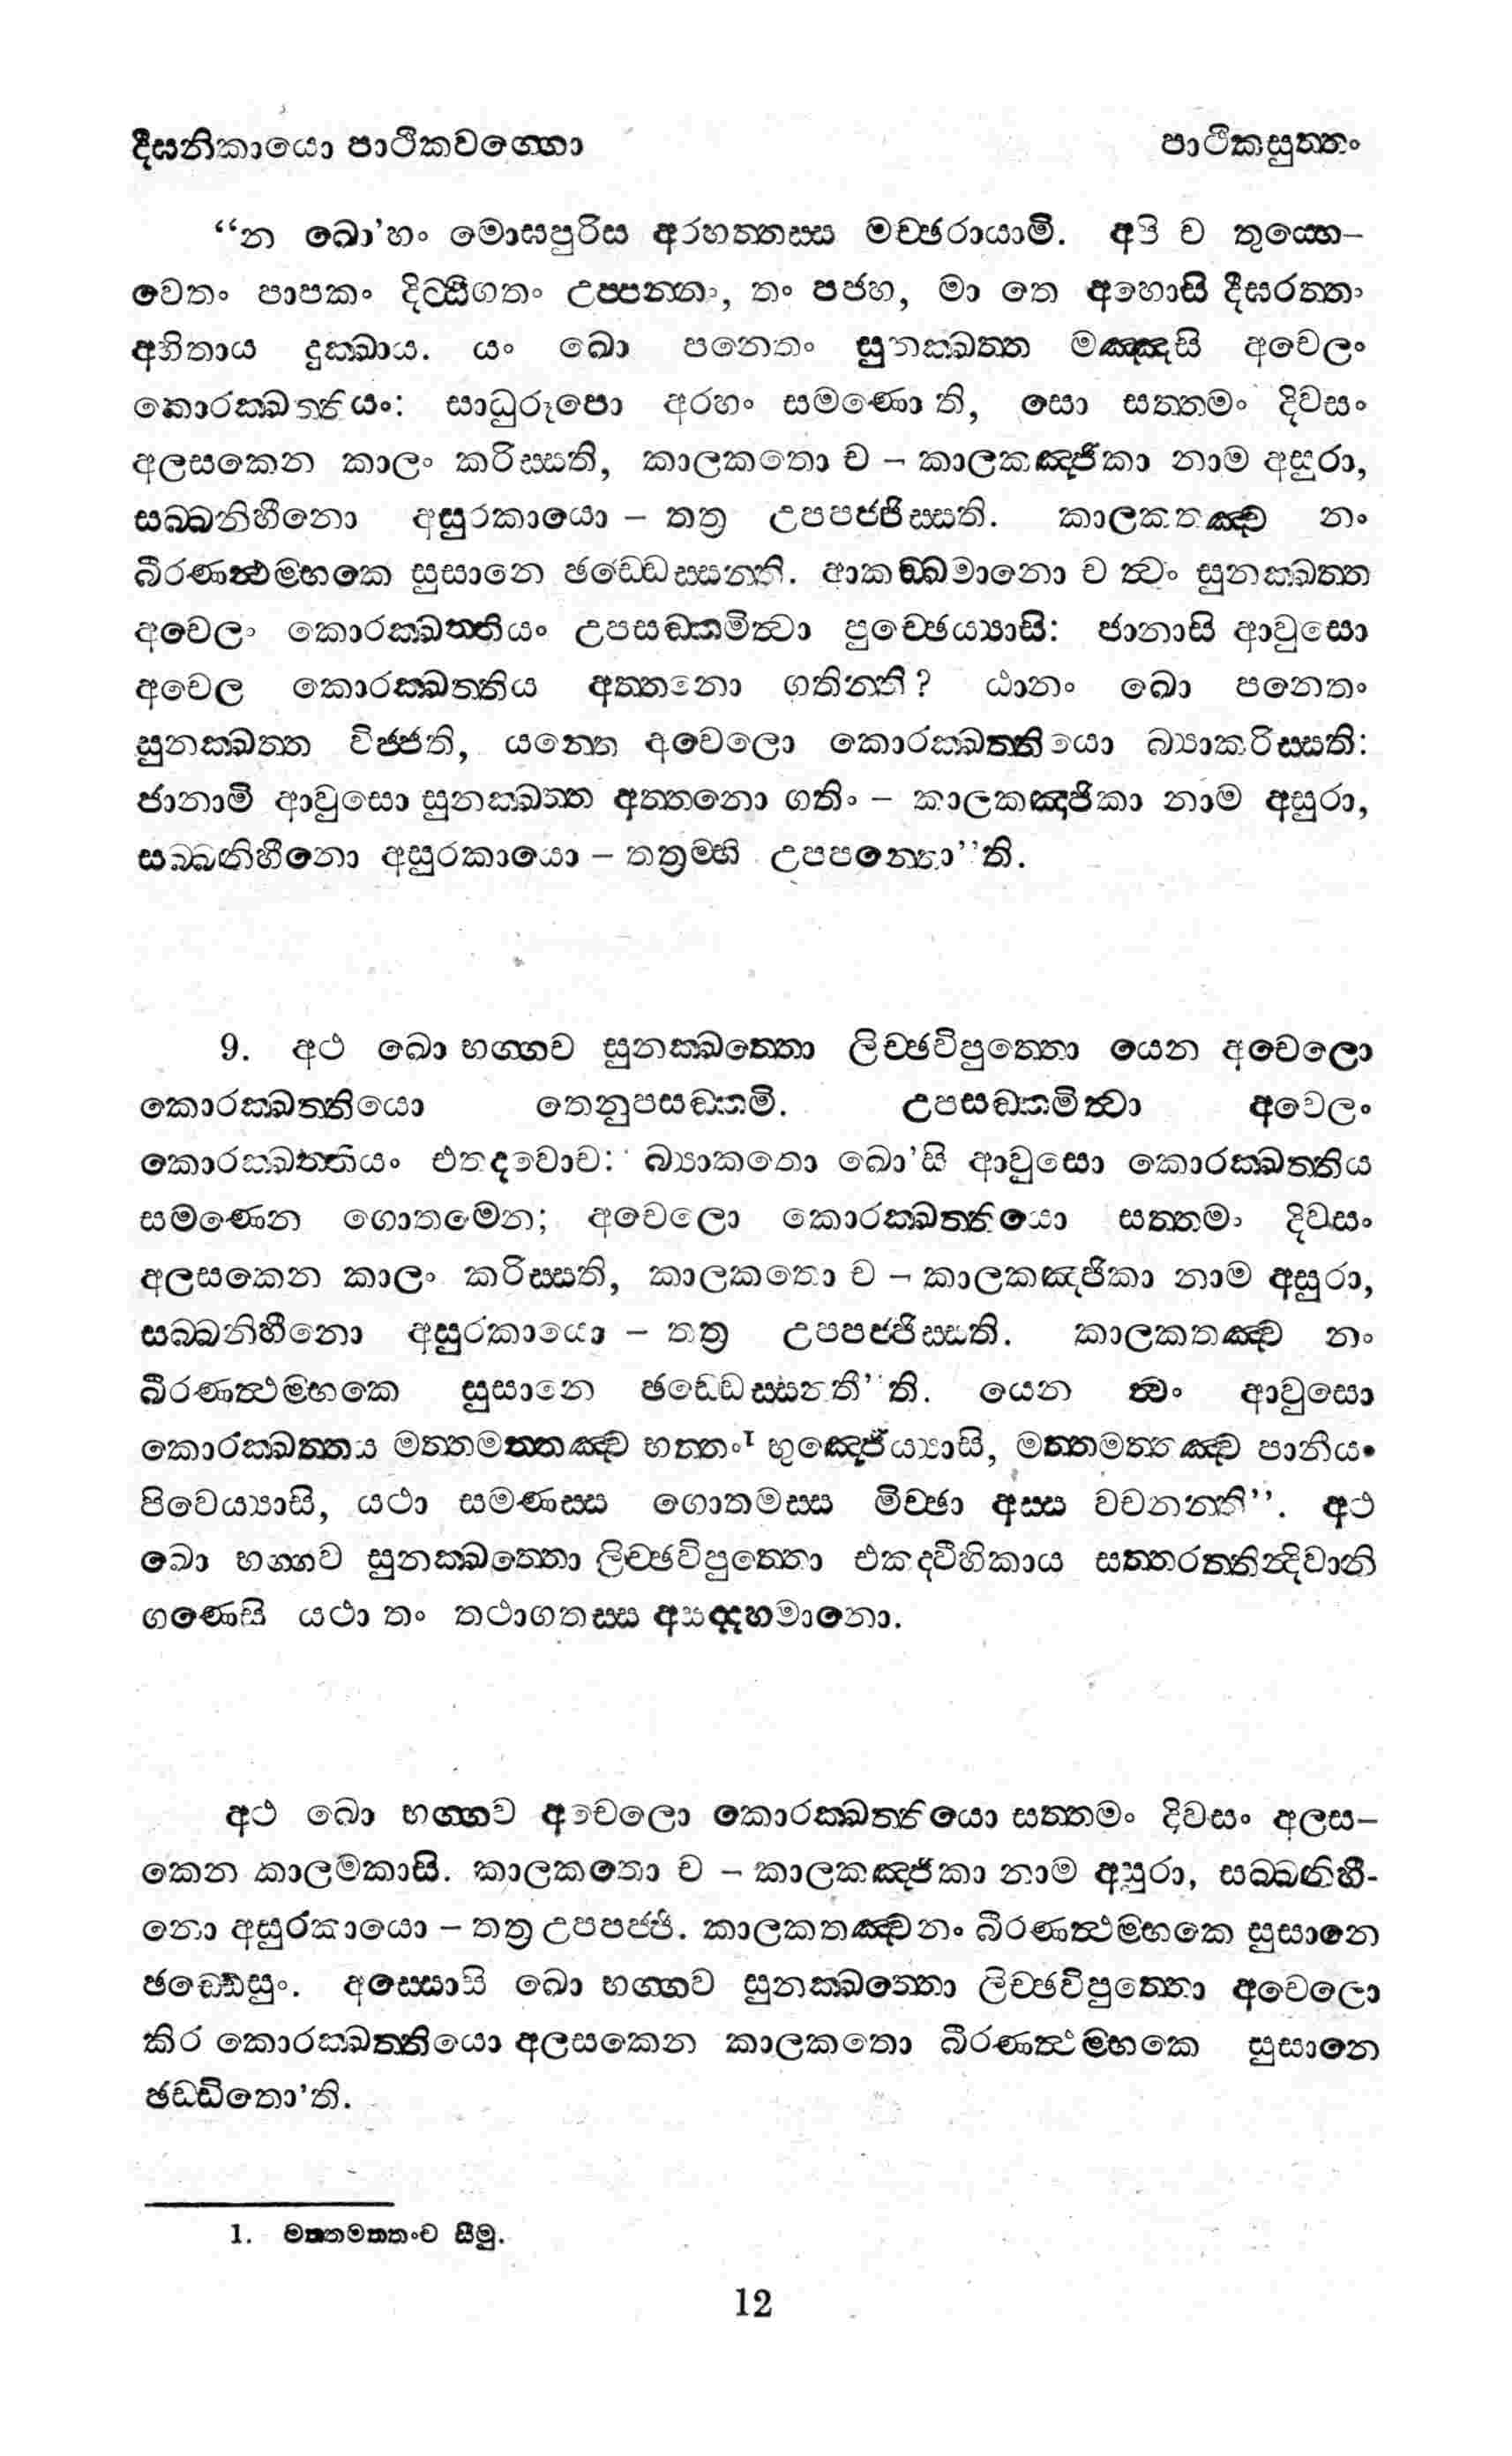 දීඝනිකායො පාථිකවග්ගො පාථිකසුත්තං
“න ඛො’හං මොඝපුරිස අරහත්තස්ස මච්ඡරායාමි. අපි ච තුය්හෙ–
වෙතං පාපකං දිට්ඨිගතං උප්පන්නං, තං පජහ, මා තෙ අහොසි දීඝරත්තං
අහිතාය දුක්ඛාය. යං ඛො පනෙතං සුනක්ඛත්ත මඤ්ඤසි අචෙලං
කොරක්ඛත්තියං: සාධුරූපො අරහං සමණො ති, සො සත්තමං දිවසං
අලසකෙන කාලං කරිස්සති, කාලකතො ච – කාලකඤ්ජිකා නාම අසුරා,
සබ්බනිහීනො අසුරකායො – තත්‍ර උපපජ්ජිස්සති. කාලකතඤ්ච නං
බීරණත්ථම්භකෙ සුසානෙ ඡඩ්ඩෙස්සන්ති. ආකඞ්ඛමානො ච ත්‍වං සුනක්ඛත්ත
අචෙලං කොරක්ඛත්තියං උපසඞ්කමිත්‍වා පුච්ඡෙය්‍යාසි: ජානාසි ආවුසො
අචෙල කොරක්ඛත්තිය අත්තනො ගතින්ති? ඨානං ඛො පනෙතං
සුනක්ඛත්ත විජ්ජති, යන්තෙ අචෙලො කොරක්ඛත්තියො බ්‍යාකරිස්සති:
ජානාමි ආවුසො සුනක්ඛත්ත අත්තනො ගතිං – කාලකඤ්ජිකා නාම අසුරා,
සබ්බනිහීනො අසුරකායො – තත්‍රම්හි උපපන්නො’’ති.
9. අථ ඛො භග්ගව සුනක්ඛත්තො ලිච්ඡවිපුත්තො යෙන අචෙලො
කොරක්ඛත්තියො තෙනුපසඞ්කමි. උපසඞ්කමිත්‍වා අචෙලං
කොරක්ඛත්තියං එතදවොච: බ්‍යාකතො ඛො’සි ආවුසො කොරක්ඛත්තිය
සමණෙන ගොතමෙන; අචෙලො කොරක්ඛත්තියො සත්තමං දිවසං
අලසකෙන කාලං කරිස්සති, කාලකතො ච – කාලකඤ්ජිකා නාම අසුරා,
සබ්බනිහීනො අසුරකායො – තත්‍ර උපපජ්ජිස්සති. කාලකතඤ්ච නං
බීරණත්ථම්භකෙ සුසානෙ ඡඩ්ඩෙස්සන්තී’’ති. යෙන ත්‍වං ආවුසො
කොරක්ඛත්තිය මත්තමත්තඤ්ච භත්තං¹ භුඤ්ජෙය්‍යාසි, මත්තමත්තඤ්ච පානීයං
පිවෙය්‍යාසි, යථා සමණස්ස ගොතමස්ස මිච්ඡා අස්ස වචනන්ති’’. අථ
ඛො භග්ගව සුනක්ඛත්තො ලිච්ඡවිපුත්තො එකද්වීහිකාය සත්තරත්තින්දිවානි
ගණෙසි යථා තං තථාගතස්ස අසද්දහමානො.
අථ ඛො භග්ගව අචෙලො කොරක්ඛත්තියො සත්තමං දිවසං අලස–
කෙන කාලමකාසි. කාලකතො ච – කාලකඤ්ජිකා නාම අසුරා, සබ්බනිහී-
නො අසුරකායො – තත්‍ර උපපජ්ජි. කාලකතඤ්ච නං බීරණත්ථම්භකෙ සුසානෙ
ඡඩ්ඩෙසුං. අස්සොසි ඛො භග්ගව සුනක්ඛත්තො ලිච්ඡවිපුත්තො අචෙලො
කිර කොරක්ඛත්තියො අලසකෙන කාලකතො බීරණත්ථම්භකෙ සුසානෙ
ඡඩ්ඩිතො’ති.
1. මත්තමත්තංච සීමු.
12